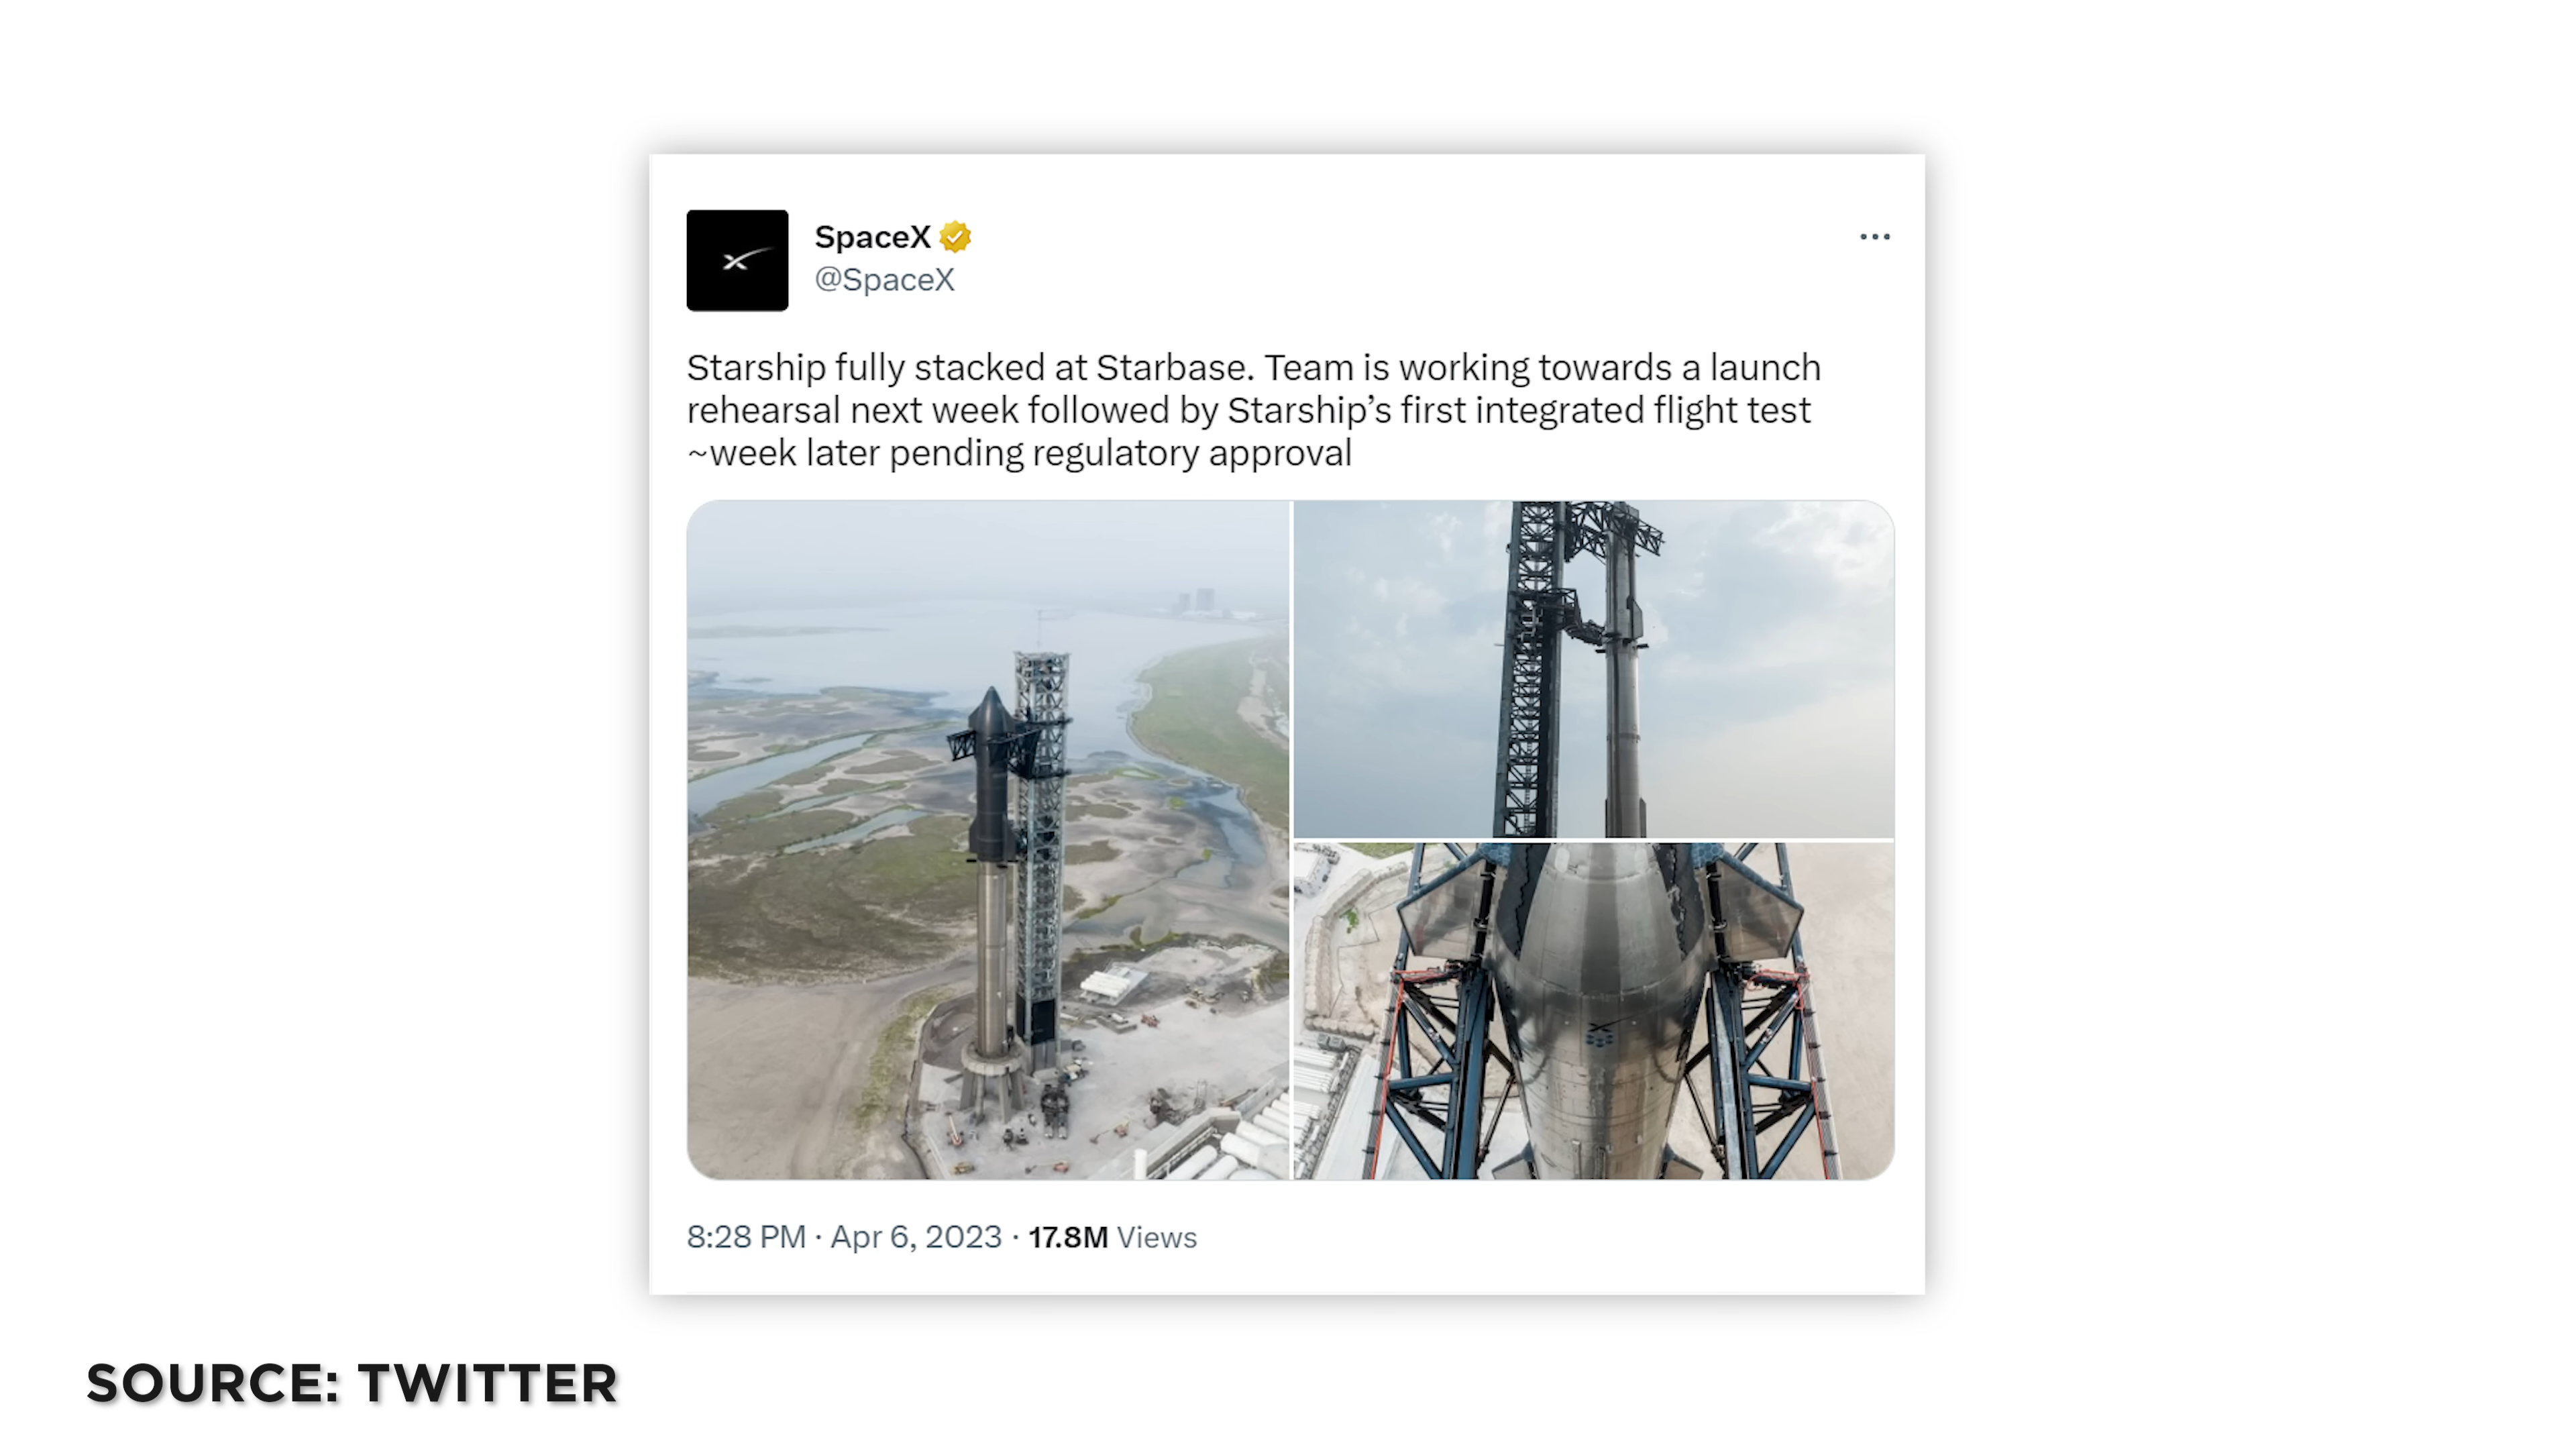 SpaceX
@SpaceX
Starship fully stacked at Starbase. Team is working towards a launch
rehearsal next week followed by Starship’s first integrated flight test
~week later pending regulatory approval
8:28 PM · Apr 6, 2023 · 17.8M Views
SOURCE: TWITTER